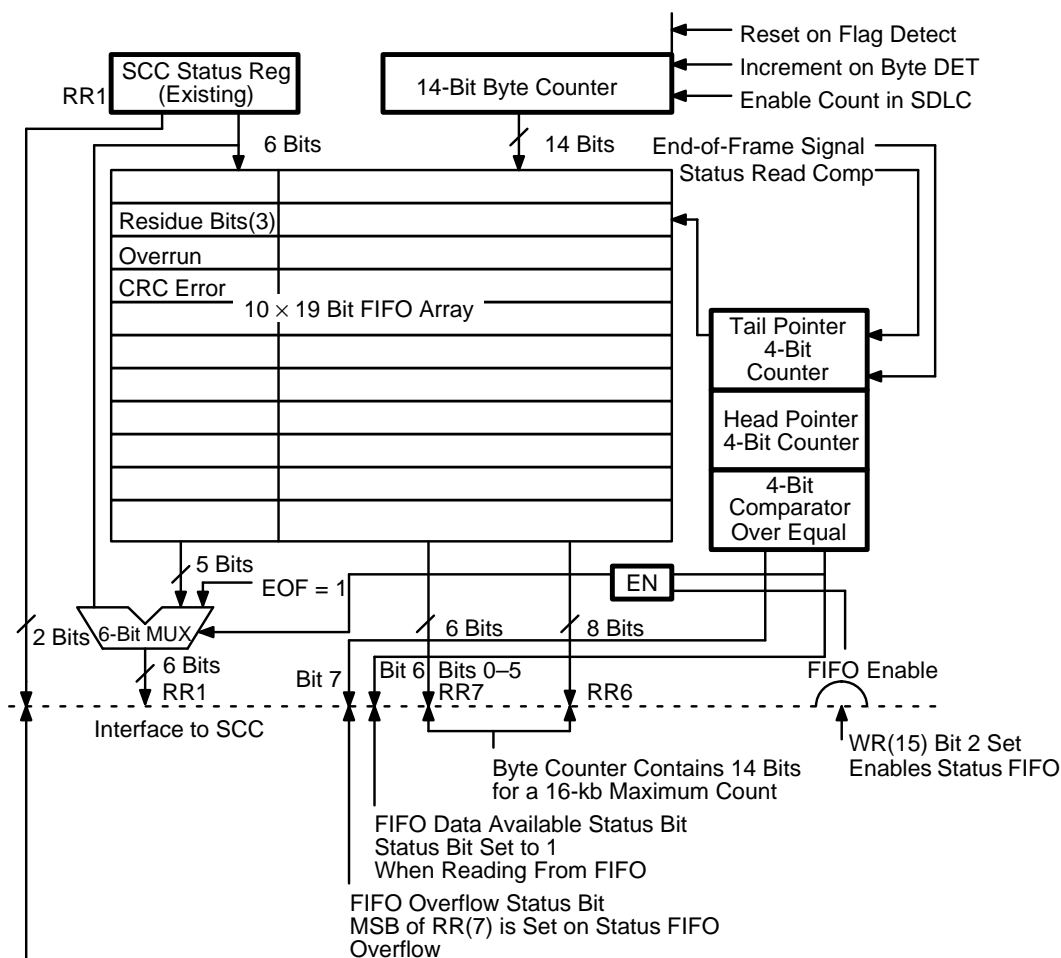 Reset on Flag Detect
SCC Status Reg
(Existing)
RR1
14-Bit Byte Counter
Increment on Byte DET
Enable Count in SDLC
6 Bits
14 Bits
End-of-Frame Signal
Status Read Comp
Residue Bits(3)
Overrun
CRC Error
10 × 19 Bit FIFO Array
Tail Pointer
4-Bit
Counter
Head Pointer
4-Bit Counter
4-Bit
Comparator
Over Equal
5 Bits
EOF = 1
EN
2 Bits
6-Bit MUX
6 Bits
8 Bits
6 Bits
RR1
Bit 7
Bit 6
Bits 0–5
RR7
RR6
FIFO Enable
Interface to SCC
WR(15) Bit 2 Set
Enables Status FIFO
Byte Counter Contains 14 Bits
for a 16-kb Maximum Count
FIFO Data Available Status Bit
Status Bit Set to 1
When Reading From FIFO
FIFO Overflow Status Bit
MSB of RR(7) is Set on Status FIFO
Overflow